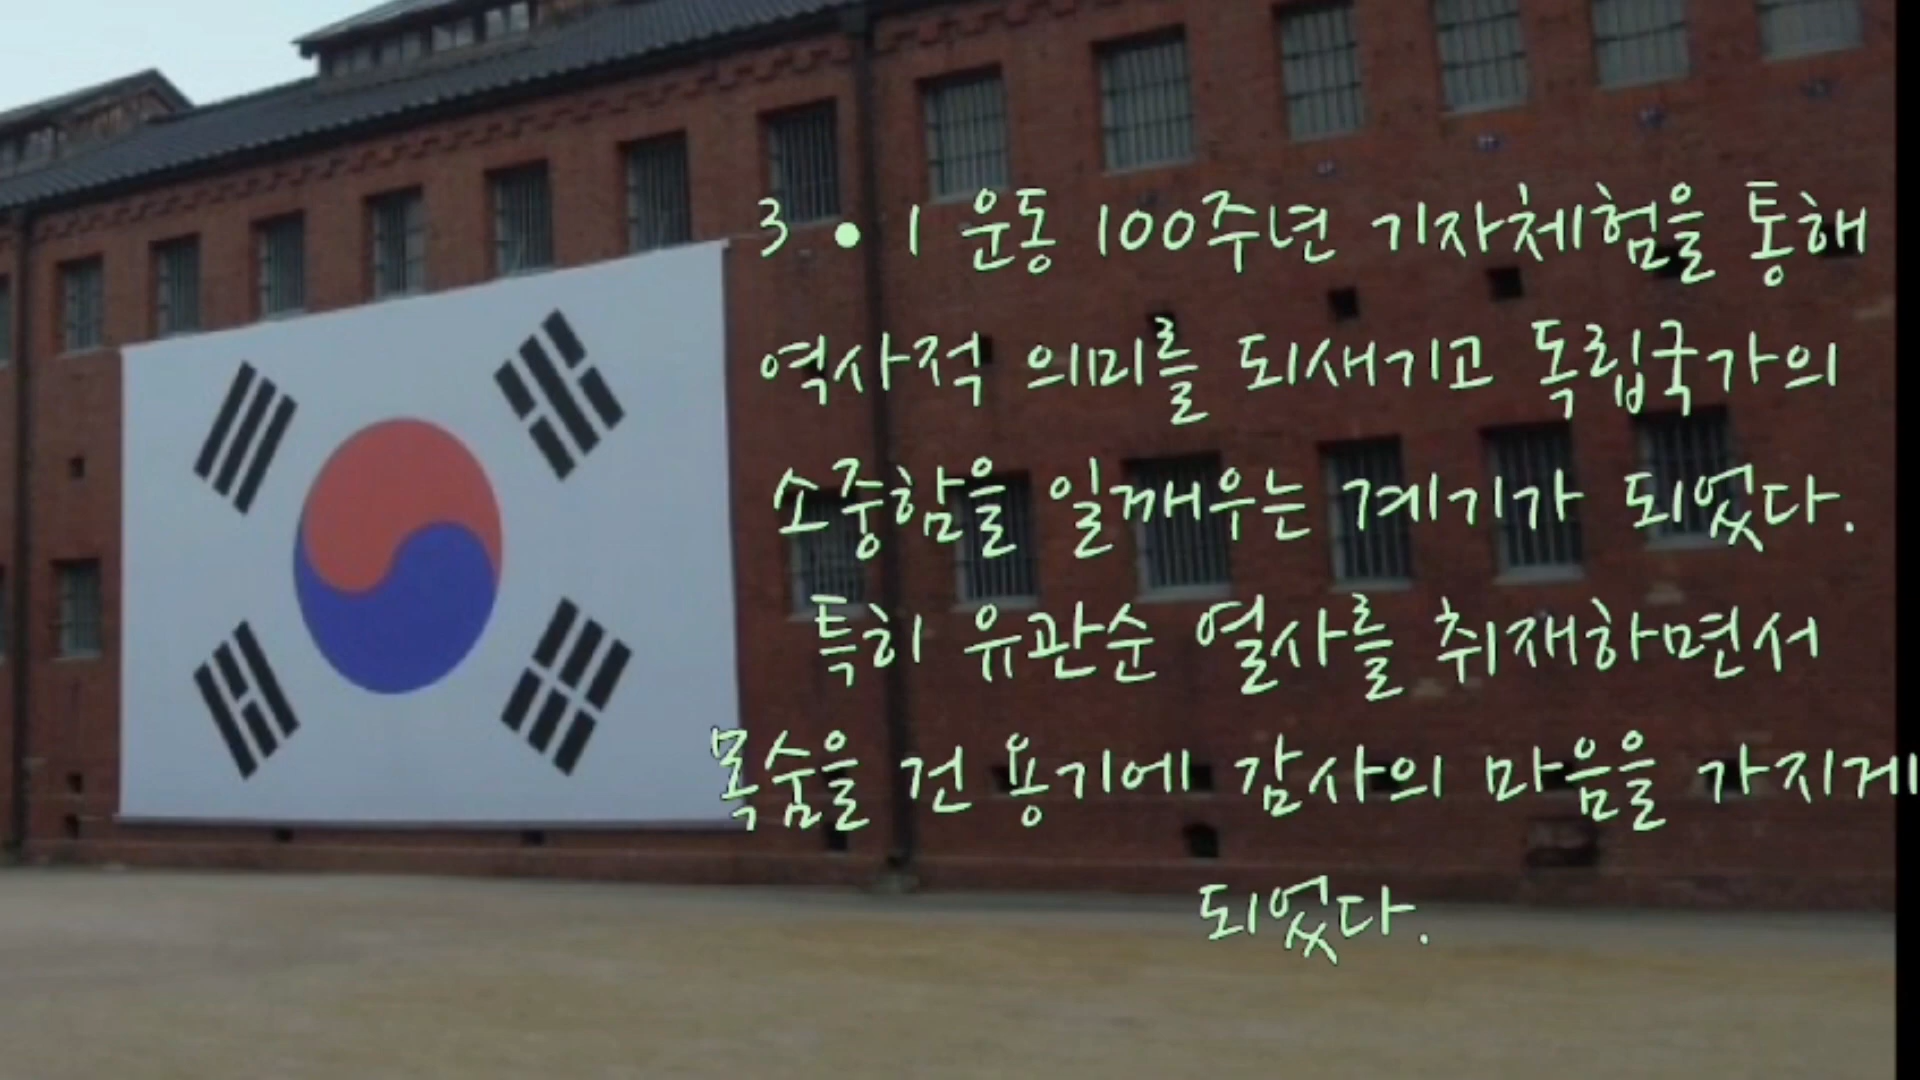 3 • 1 운동 100주년 기자체험을 통해
역사적 의미를 되새기고 독립국가의
소중함을 일깨우는 계기가 되었다.
특히 유관순 열사를 취재하면서
목숨을 건 용기에 감사의 마음을 가지게
되었다.